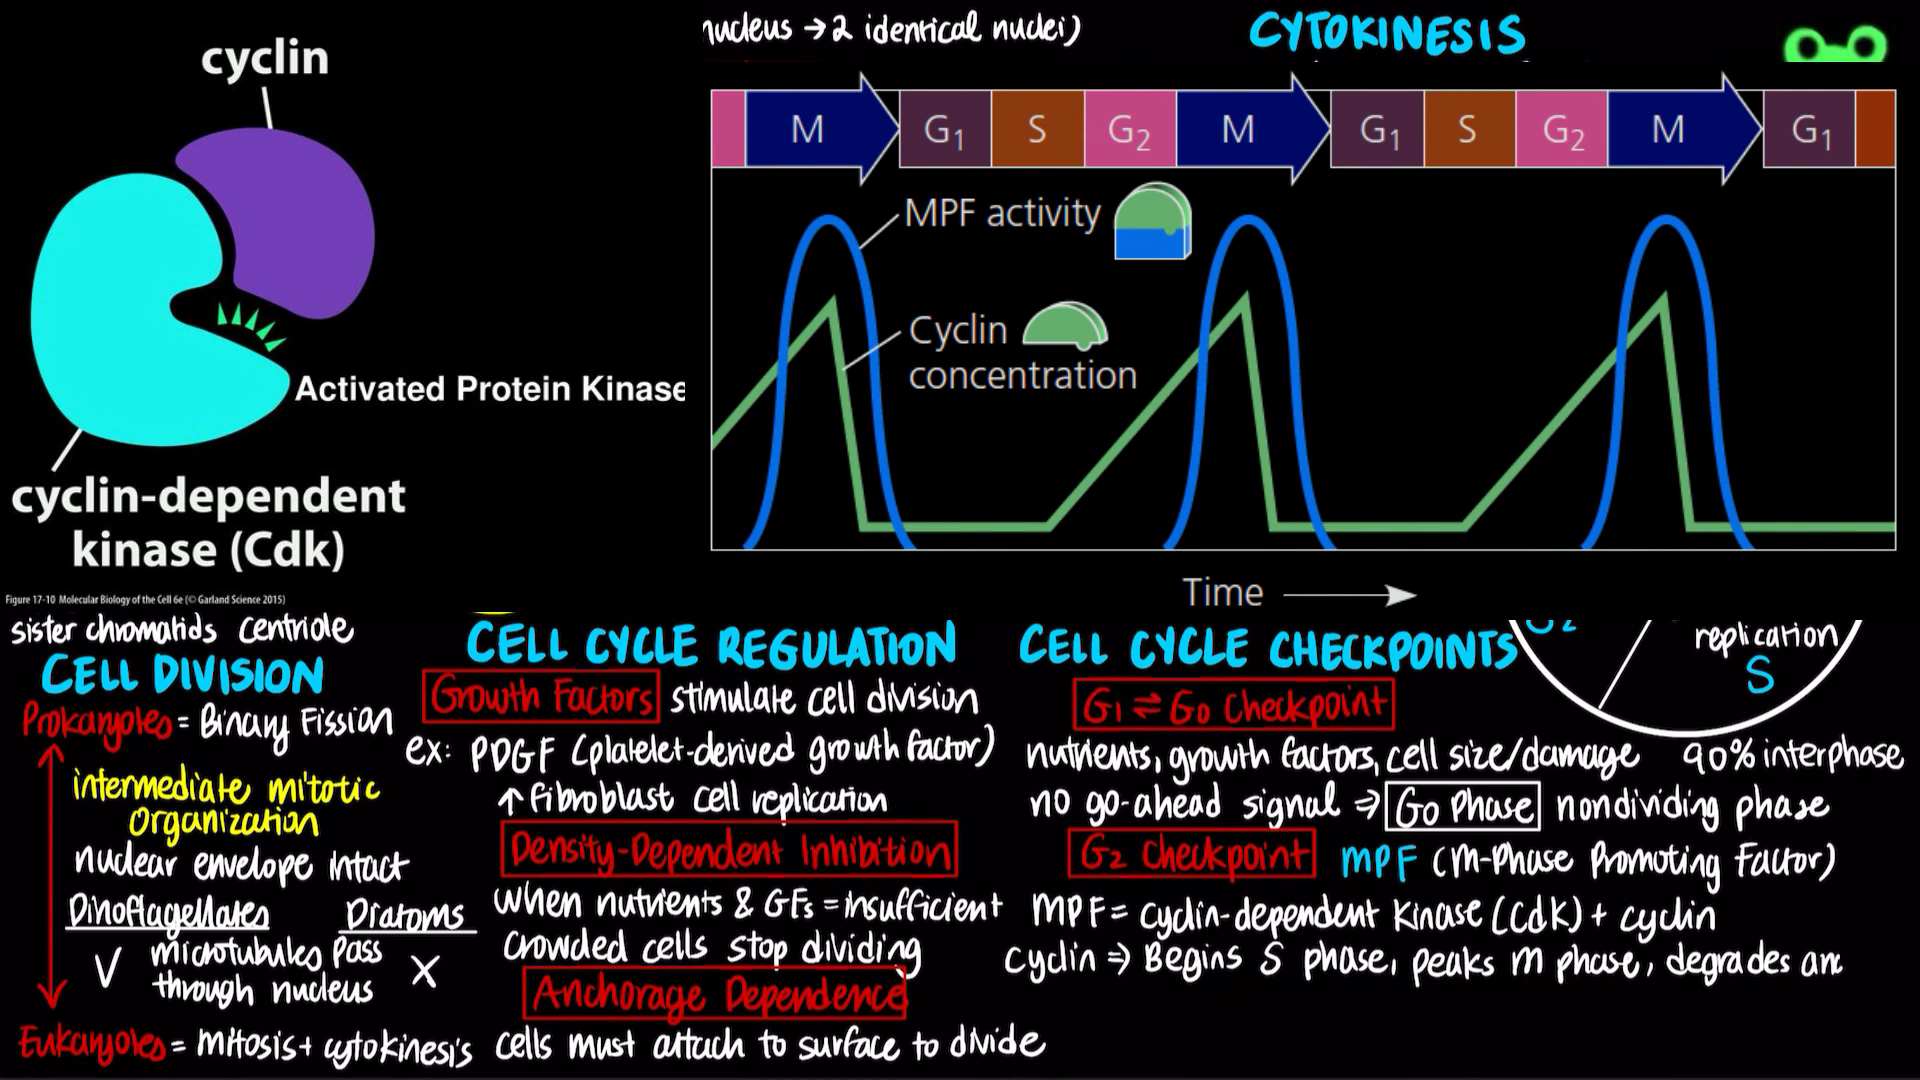 cyclin
Activated Protein Kinase
cyclin-dependent
kinase (Cdk)
Figure 17-10 Molecular Biology of the Cell 6e (© Garland Science 2015)
nucleus → 2 identical nuclei)
CYTOKINESIS
M G1 S G2 M G1 S G2 M G1
MPF activity
Cyclin
concentration
Time
sister chromatids centriole
CELL DIVISION
Prokaryotes = Binary Fission
intermediate mitotic
organization
nuclear envelope intact
Dinoflagellates Diatoms
V microtubules pass X
through nucleus
Eukaryotes = mitosis + cytokinesis
CELL CYCLE REGULATION
Growth Factors stimulate cell division
ex: PDGF (platelet-derived growth factor)
↑ fibroblast cell replication
Density-Dependent Inhibition
when nutrients & GFs = insufficient
crowded cells stop dividing
Anchorage Dependence
cells must attach to surface to divide
CELL CYCLE CHECKPOINTS
G1 ⇌ G0 Checkpoint
nutrients, growth factors, cell size/damage
no go-ahead signal ⇒ G0 Phase nondividing phase
G2 Checkpoint MPF (M-Phase Promoting Factor)
MPF = cyclin-dependent kinase (Cdk) + cyclin
cyclin ⇒ Begins S phase, peaks m phase, degrades anc
replication
S
90% interphase